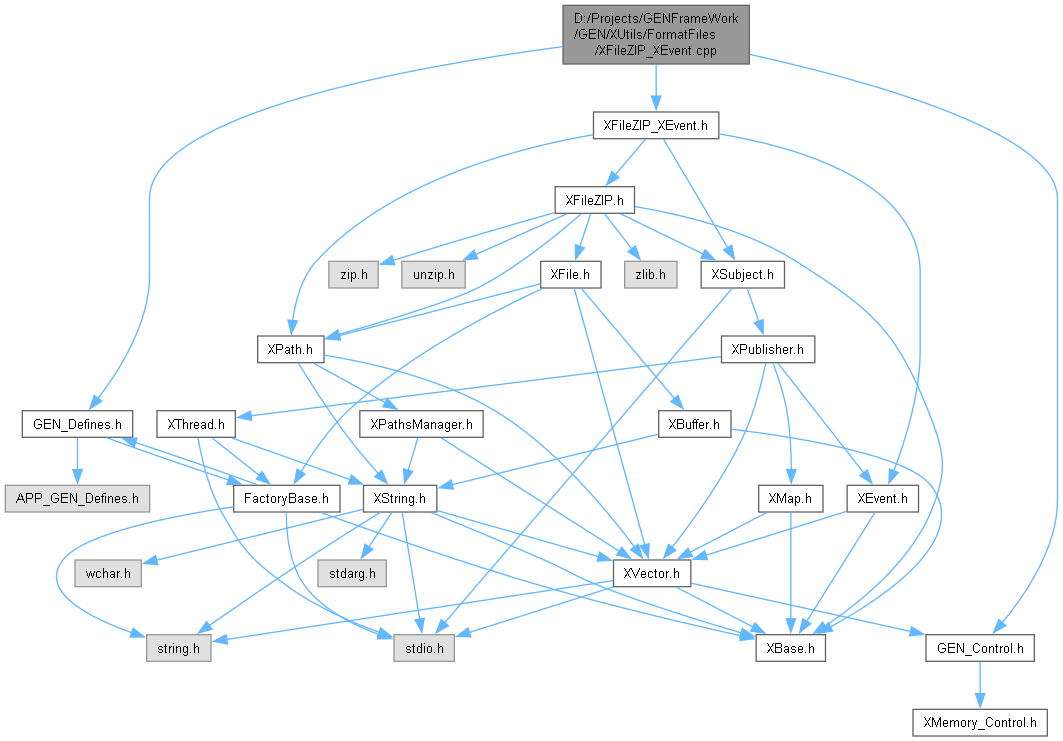 D:/Projects/GENFrameWork
/GEN/XUtils/FormatFiles
/XFileZIP_XEvent.cpp
XFileZIP_XEvent.h
XFileZIP.h
zip.h
unzip.h
XFile.h
zlib.h
XSubject.h
XPath.h
XPublisher.h
GEN_Defines.h
XThread.h
XPathsManager.h
XBuffer.h
APP_GEN_Defines.h
FactoryBase.h
XString.h
XMap.h
XEvent.h
wchar.h
stdarg.h
XVector.h
string.h
stdio.h
XBase.h
GEN_Control.h
XMemory_Control.h